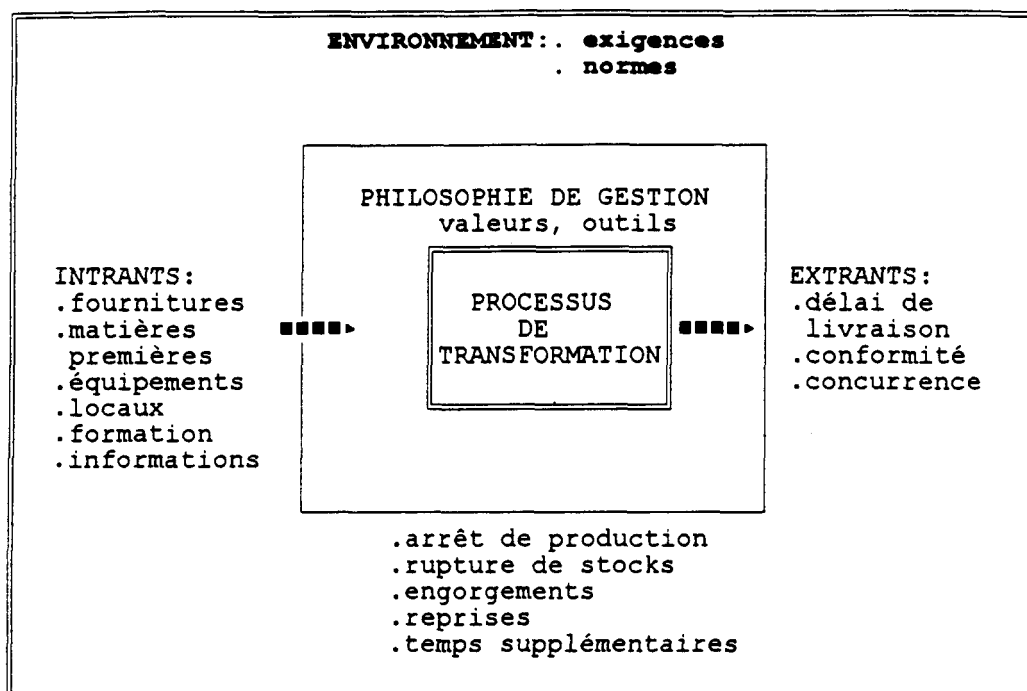 ENVIRONNEMENT:. exigences
. normes
PHILOSOPHIE DE GESTION
valeurs, outils
INTRANTS:
.fournitures
.matières
premières
.équipements
.locaux
.formation
.informations
PROCESSUS
DE
TRANSFORMATION
EXTRANTS:
.délai de
livraison
.conformité
.concurrence
.arrêt de production
.rupture de stocks
.engorgements
.reprises
.temps supplémentaires